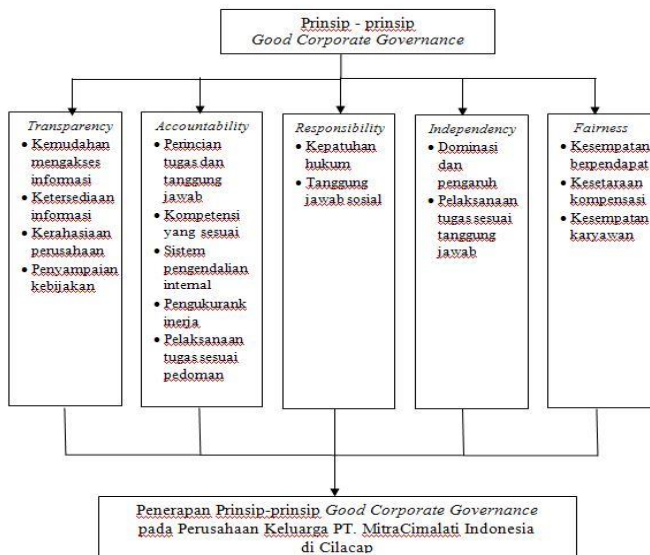 Prinsip - prinsip
Good Corporate Governance
Transparency
• Kemudahan
mengakses
informasi
• Ketersediaan
informasi
• Kerahasiaan
perusahaan
• Penyampaian
kebijakan
Accountability
• Perincian
tugas dan
tanggung
jawab
• Kompetensi
yang sesuai
• Sistem
pengendalian
internal
• Pengukurank
inerja
• Pelaksanaan
tugas sesuai
pedoman
Responsibility
• Kepatuhan
hukum
• Tanggung
jawab sosial
Independency
• Dominasi
dan
pengaruh
• Pelaksanaan
tugas sesuai
tanggung
jawab
Fairness
• Kesempatan
berpendapat
• Kesetaraan
kompensasi
• Kesempatan
karyawan
Penerapan Prinsip-prinsip Good Corporate Governance
pada Perusahaan Keluarga PT. MitraCimalati Indonesia
di Cilacap